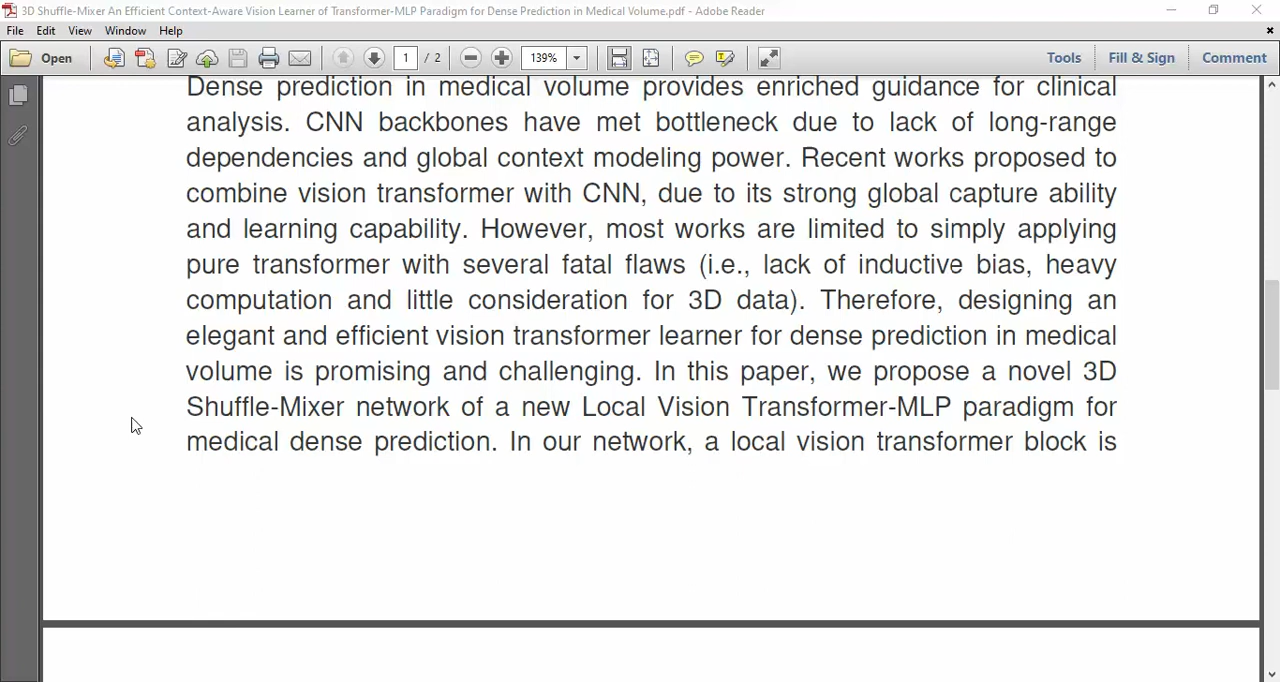 3D Shuffle-Mixer An Efficient Context-Aware Vision Learner of Transformer-MLP Paradigm for Dense Prediction in Medical Volume.pdf - Adobe Reader
File Edit View Window Help
Open 1 / 2 139% Tools Fill & Sign Comment
Dense prediction in medical volume provides enriched guidance for clinical
analysis. CNN backbones have met bottleneck due to lack of long-range
dependencies and global context modeling power. Recent works proposed to
combine vision transformer with CNN, due to its strong global capture ability
and learning capability. However, most works are limited to simply applying
pure transformer with several fatal flaws (i.e., lack of inductive bias, heavy
computation and little consideration for 3D data). Therefore, designing an
elegant and efficient vision transformer learner for dense prediction in medical
volume is promising and challenging. In this paper, we propose a novel 3D
Shuffle-Mixer network of a new Local Vision Transformer-MLP paradigm for
medical dense prediction. In our network, a local vision transformer block is